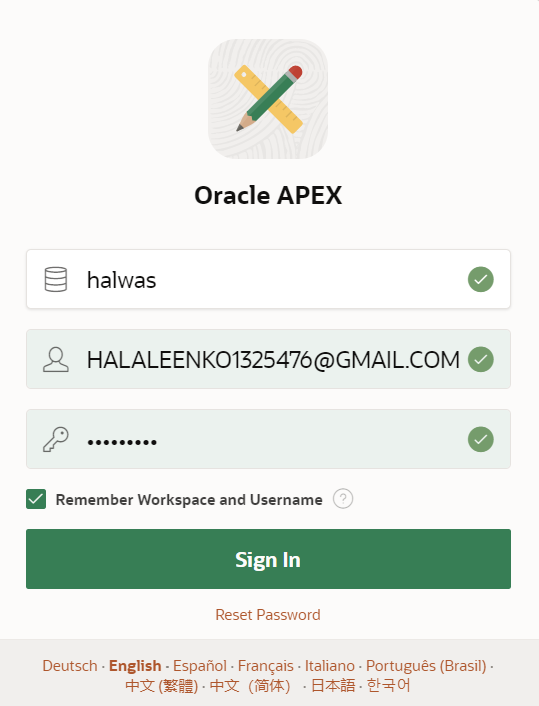 Oracle APEX
halwas
HALALEENKO1325476@GMAIL.COM
•••••••••
Remember Workspace and Username ?
Sign In
Reset Password
Deutsch · English · Español · Français · Italiano · Português (Brasil) ·
中文 (繁體) · 中文（简体） · 日本語 · 한국어